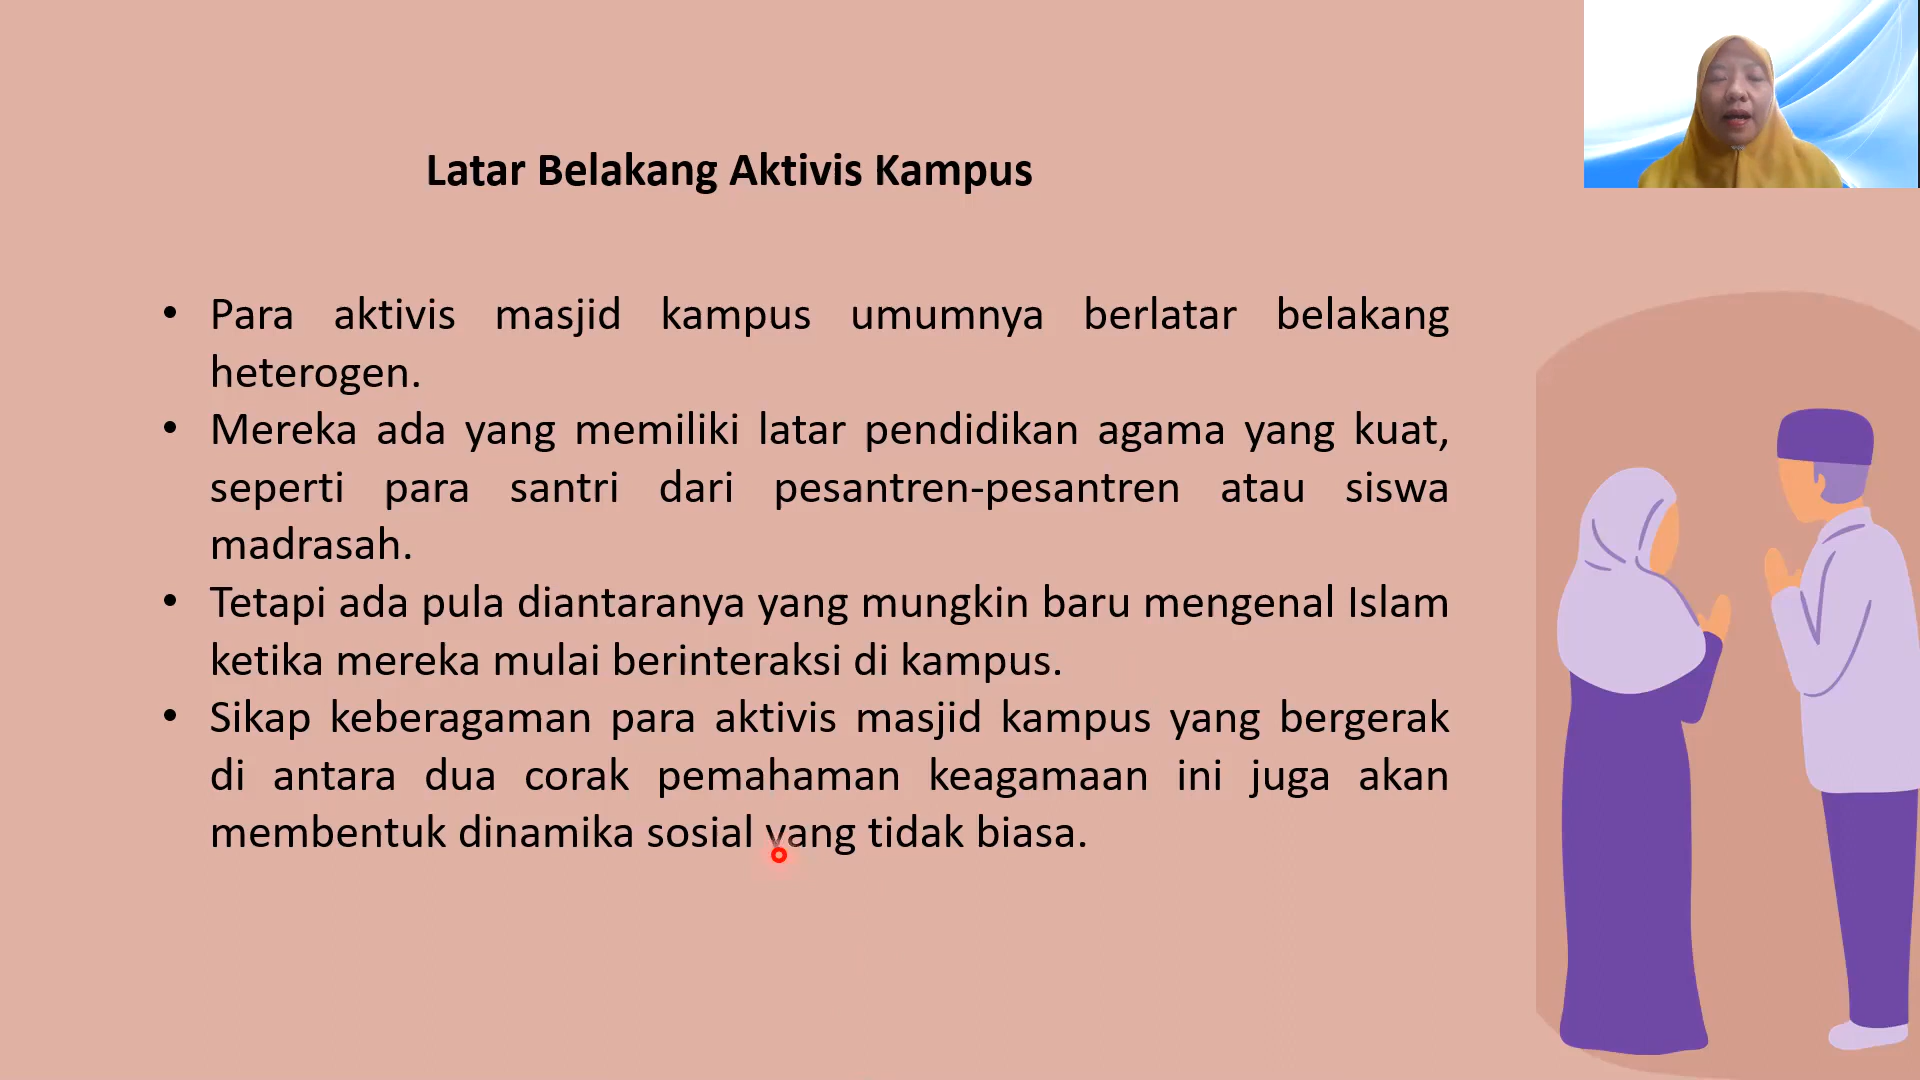 Latar Belakang Aktivis Kampus
• Para aktivis masjid kampus umumnya berlatar belakang
heterogen.
• Mereka ada yang memiliki latar pendidikan agama yang kuat,
seperti para santri dari pesantren-pesantren atau siswa
madrasah.
• Tetapi ada pula diantaranya yang mungkin baru mengenal Islam
ketika mereka mulai berinteraksi di kampus.
• Sikap keberagaman para aktivis masjid kampus yang bergerak
di antara dua corak pemahaman keagamaan ini juga akan
membentuk dinamika sosial yang tidak biasa.